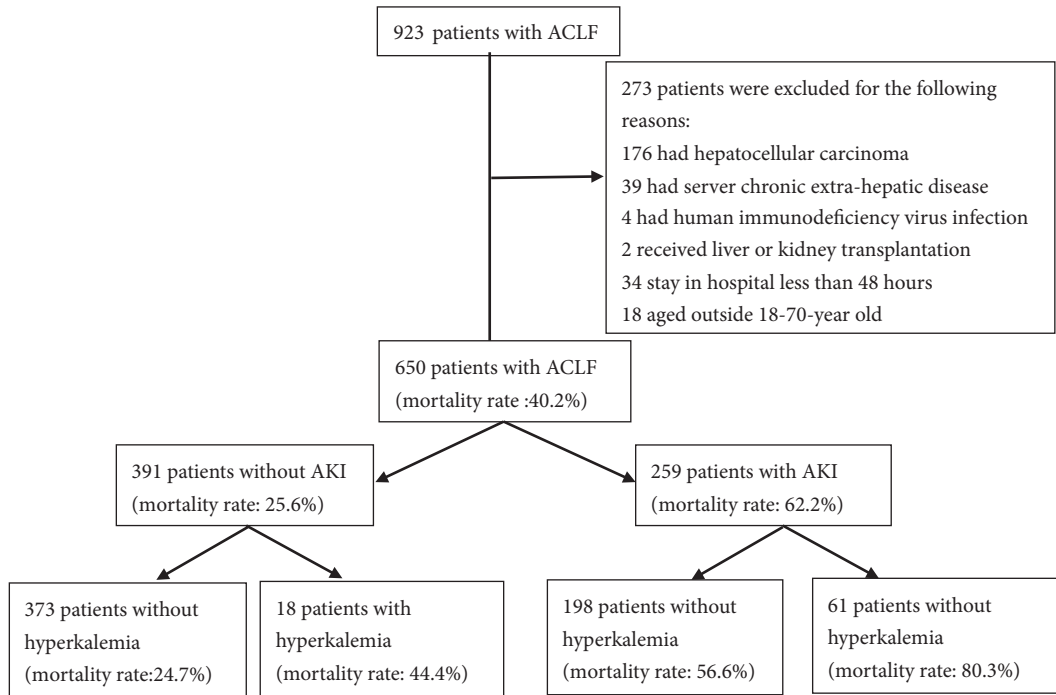 923 patients with ACLF
273 patients were excluded for the following
reasons:
176 had hepatocellular carcinoma
39 had server chronic extra-hepatic disease
4 had human immunodeficiency virus infection
2 received liver or kidney transplantation
34 stay in hospital less than 48 hours
18 aged outside 18-70-year old
650 patients with ACLF
(mortality rate :40.2%)
391 patients without AKI
(mortality rate: 25.6%)
259 patients with AKI
(mortality rate: 62.2%)
373 patients without
hyperkalemia
(mortality rate:24.7%)
18 patients with
hyperkalemia
(mortality rate: 44.4%)
198 patients without
hyperkalemia
(mortality rate: 56.6%)
61 patients without
hyperkalemia
(mortality rate: 80.3%)